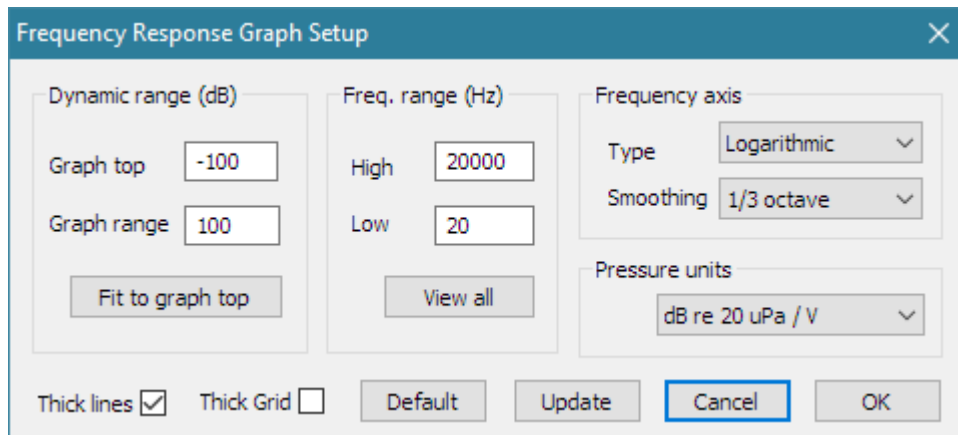 Frequency Response Graph Setup
Dynamic range (dB)
Graph top -100
Graph range 100
Fit to graph top
Freq. range (Hz)
High 20000
Low 20
View all
Frequency axis
Type Logarithmic
Smoothing 1/3 octave
Pressure units
dB re 20 uPa / V
Thick lines
Thick Grid
Default
Update
Cancel
OK